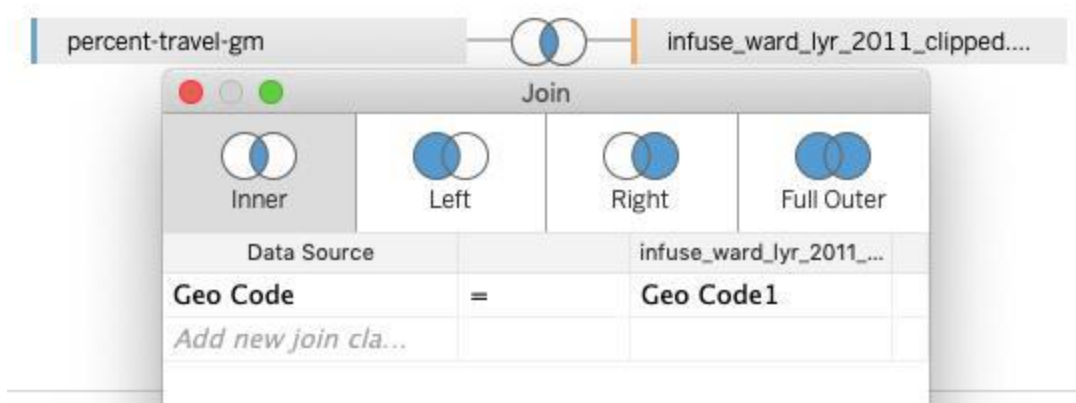 percent-travel-gm infuse_ward_lyr_2011_clipped....
Join
Inner Left Right Full Outer
Data Source infuse_ward_lyr_2011_...
Geo Code = Geo Code1
Add new join cla...